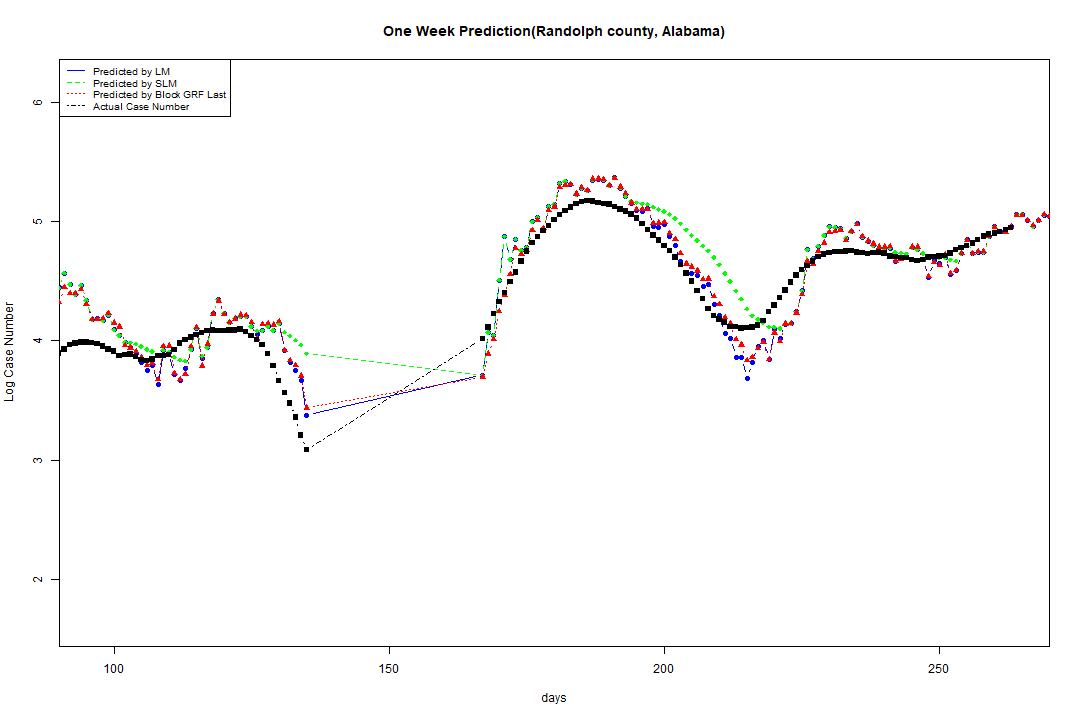 One Week Prediction(Randolph county, Alabama)
Predicted by LM
Predicted by SLM
Predicted by Block GRF Last
Actual Case Number
6
5
4
3
2
Log Case Number
100
150
200
250
days